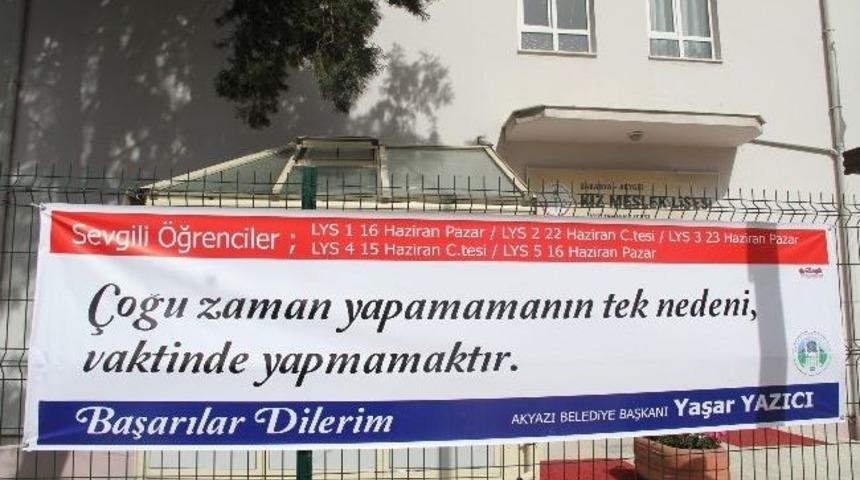 SAKARYA - AKYAZI
KIZ MESLEK LİSESİ
Sevgili Öğrenciler ; LYS 1 16 Haziran Pazar / LYS 2 22 Haziran C.tesi / LYS 3 23 Haziran Pazar
LYS 4 15 Haziran C.tesi / LYS 5 16 Haziran Pazar
Çoğu zaman yapamamanın tek nedeni,
vaktinde yapmamaktır.
Başarılar Dilerim
AKYAZI BELEDİYE BAŞKANI Yaşar YAZICI